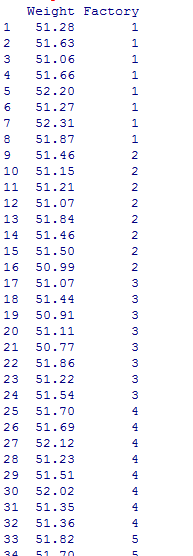 Weight Factory
1 51.28 1
2 51.63 1
3 51.06 1
4 51.66 1
5 52.20 1
6 51.27 1
7 52.31 1
8 51.87 1
9 51.46 2
10 51.15 2
11 51.21 2
12 51.07 2
13 51.84 2
14 51.46 2
15 51.50 2
16 50.99 2
17 51.07 3
18 51.44 3
19 50.91 3
20 51.11 3
21 50.77 3
22 51.86 3
23 51.22 3
24 51.54 3
25 51.70 4
26 51.69 4
27 52.12 4
28 51.23 4
29 51.51 4
30 52.02 4
31 51.35 4
32 51.36 4
33 51.82 5
34 51.70 5